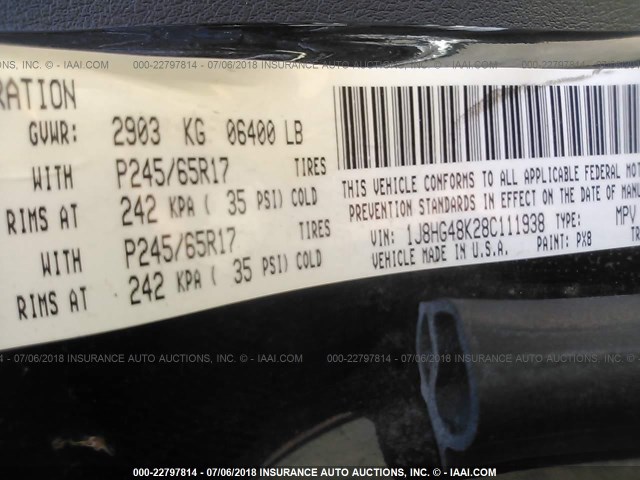 000-22797814 - 07/06/2018 INSURANCE AUTO AUCTIONS, INC. - © IAAI.COM
RATION
GVWR: 2903 KG 06400 LB
WITH P245/65R17 TIRES
RIMS AT 242 KPA ( 35 PSI) COLD
WITH P245/65R17 TIRES
RIMS AT 242 KPA ( 35 PSI) COLD
THIS VEHICLE CONFORMS TO ALL APPLICABLE FEDERAL MOT
PREVENTION STANDARDS IN EFFECT ON THE DATE OF MANU
VIN: 1J8HG48K28C111938 TYPE: MPV
VEHICLE MADE IN U.S.A. PAINT: PX8 TR
000-22797814 - 07/06/2018 INSURANCE AUTO AUCTIONS, INC. - © IAAI.COM
000-22797814 - 07/06/2018 INSURANCE AUTO AUCTIONS, INC. - © IAAI.COM